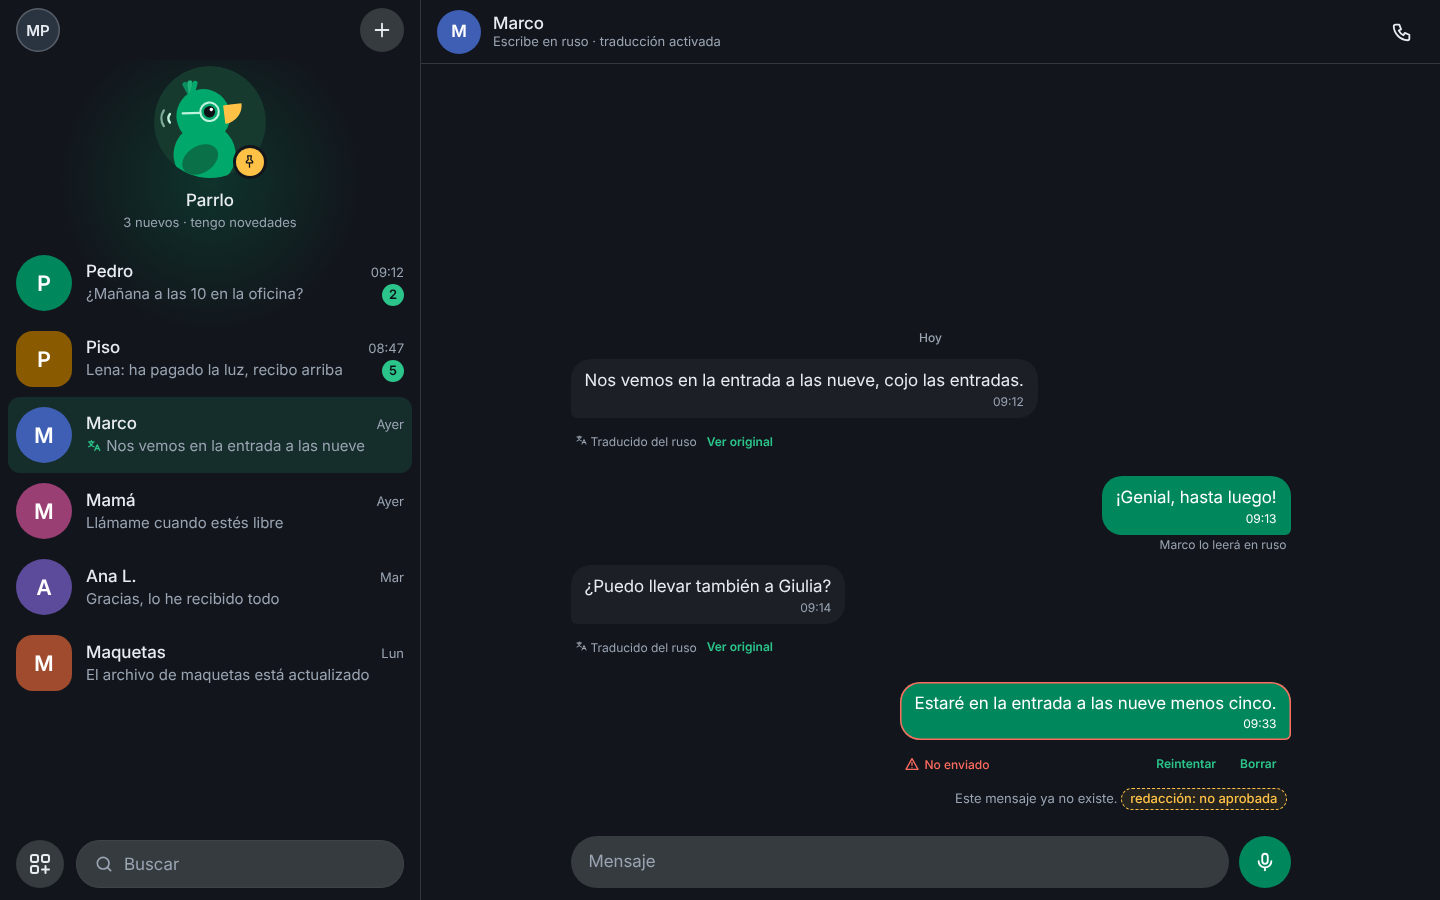 MP
Parrlo
3 nuevos · tengo novedades
P
Pedro
09:12
¿Mañana a las 10 en la oficina?
2
P
Piso
08:47
Lena: ha pagado la luz, recibo arriba
5
M
Marco
Ayer
Nos vemos en la entrada a las nueve
M
Mamá
Ayer
Llámame cuando estés libre
A
Ana L.
Mar
Gracias, lo he recibido todo
M
Maquetas
Lun
El archivo de maquetas está actualizado
Buscar
M
Marco
Escribe en ruso · traducción activada
Hoy
Nos vemos en la entrada a las nueve, cojo las entradas.
09:12
Traducido del ruso Ver original
¡Genial, hasta luego!
09:13
Marco lo leerá en ruso
¿Puedo llevar también a Giulia?
09:14
Traducido del ruso Ver original
Estaré en la entrada a las nueve menos cinco.
09:33
No enviado Reintentar Borrar
Este mensaje ya no existe. redacción: no aprobada
Mensaje